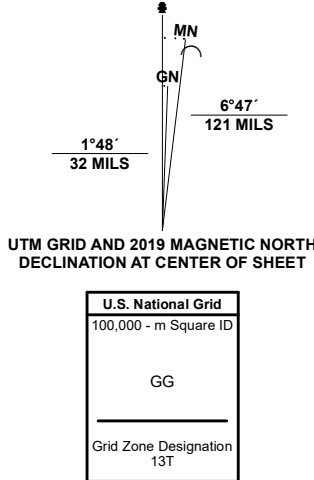 MN
GN
6°47´
121 MILS
1°48´
32 MILS
UTM GRID AND 2019 MAGNETIC NORTH
DECLINATION AT CENTER OF SHEET
U.S. National Grid
100,000 - m Square ID
GG
Grid Zone Designation
13T